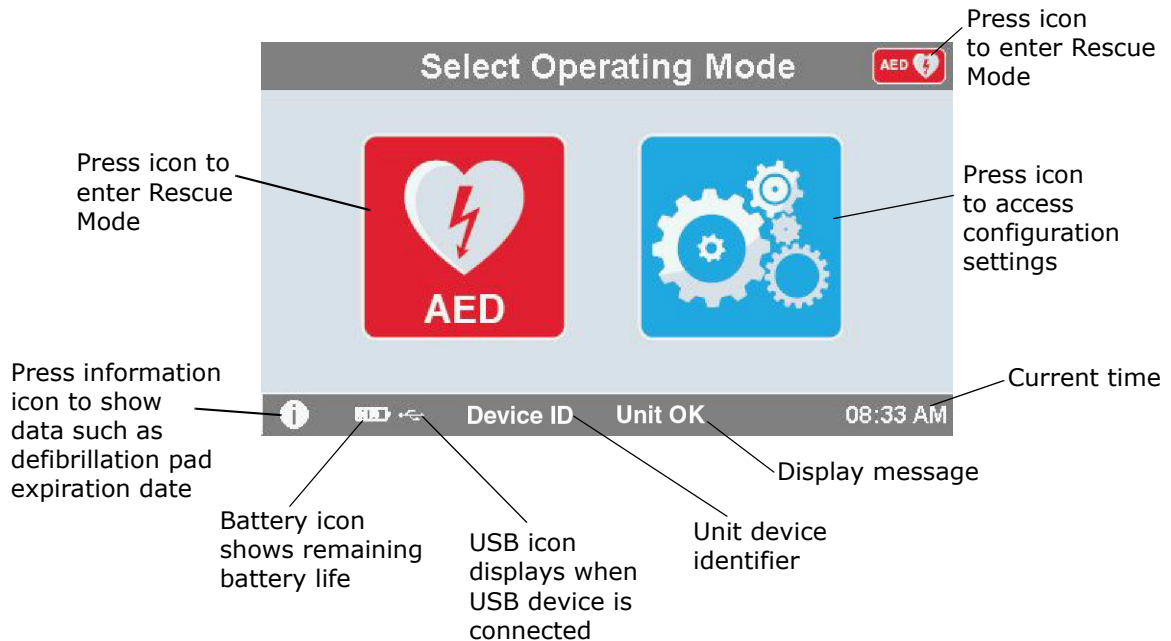 Press icon
to enter Rescue
Mode
Select Operating Mode
AED
Press icon to
enter Rescue
Mode
AED
Press icon
to access
configuration
settings
Press information
icon to show
data such as
defibrillation pad
expiration date
i
Device ID
Unit OK
08:33 AM
Current time
Display message
Battery icon
shows remaining
battery life
USB icon
displays when
USB device is
connected
Unit device
identifier